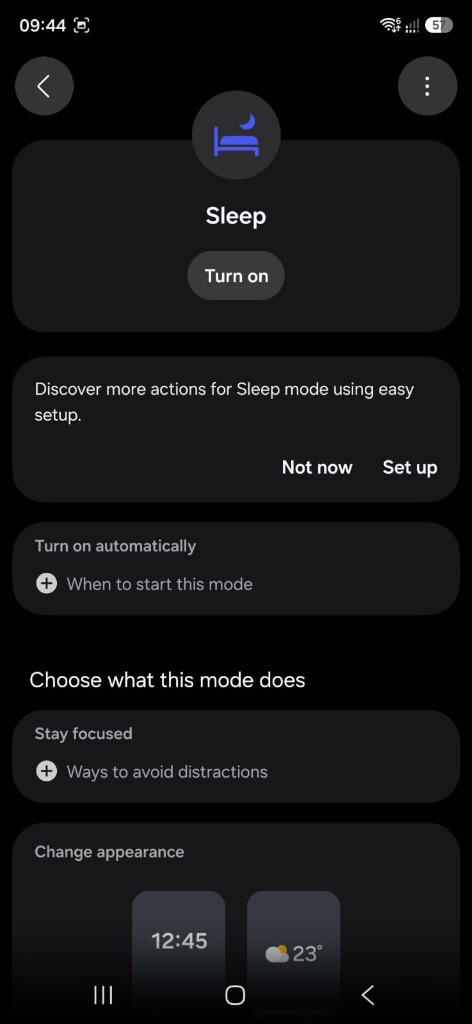 09:44
6
57
Sleep
Turn on
Discover more actions for Sleep mode using easy
setup.
Not now
Set up
Turn on automatically
When to start this mode
Choose what this mode does
Stay focused
Ways to avoid distractions
Change appearance
12:45
23°